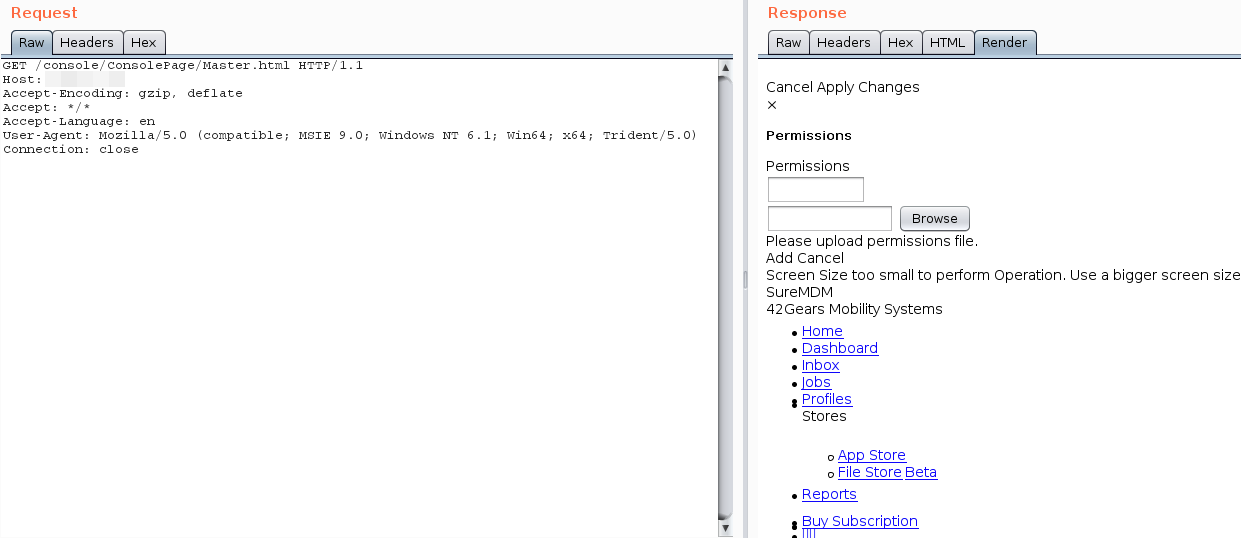 Request
Raw Headers Hex
GET /console/ConsolePage/Master.html HTTP/1.1
Host:
Accept-Encoding: gzip, deflate
Accept: */*
Accept-Language: en
User-Agent: Mozilla/5.0 (compatible; MSIE 9.0; Windows NT 6.1; Win64; x64; Trident/5.0)
Connection: close
Response
Raw Headers Hex HTML Render
Cancel Apply Changes
×
Permissions
Permissions
Browse
Please upload permissions file.
Add Cancel
Screen Size too small to perform Operation. Use a bigger screen size
SureMDM
42Gears Mobility Systems
Home
Dashboard
Inbox
Jobs
Profiles
Stores
App Store
File Store Beta
Reports
Buy Subscription